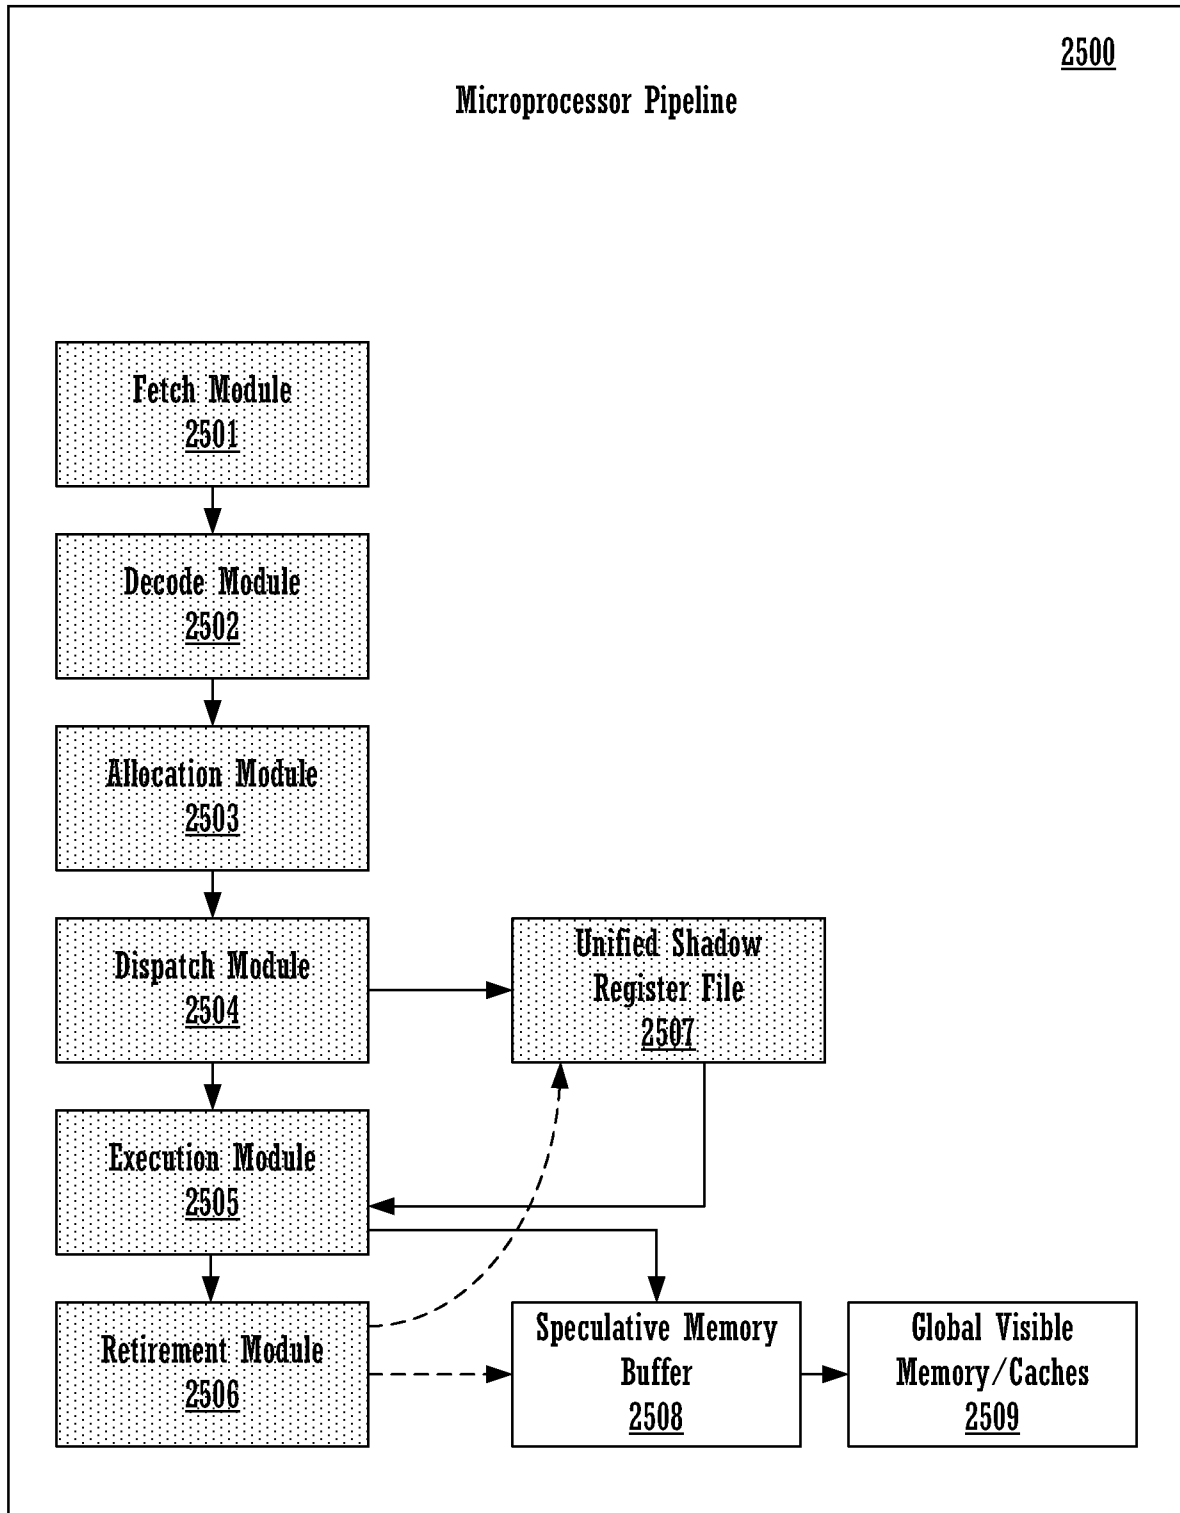 2500
Microprocessor Pipeline
Fetch Module
2501
Decode Module
2502
Allocation Module
2503
Dispatch Module
2504
Unified Shadow
Register File
2507
Execution Module
2505
Retirement Module
2506
Speculative Memory
Buffer
2508
Global Visible
Memory/Caches
2509